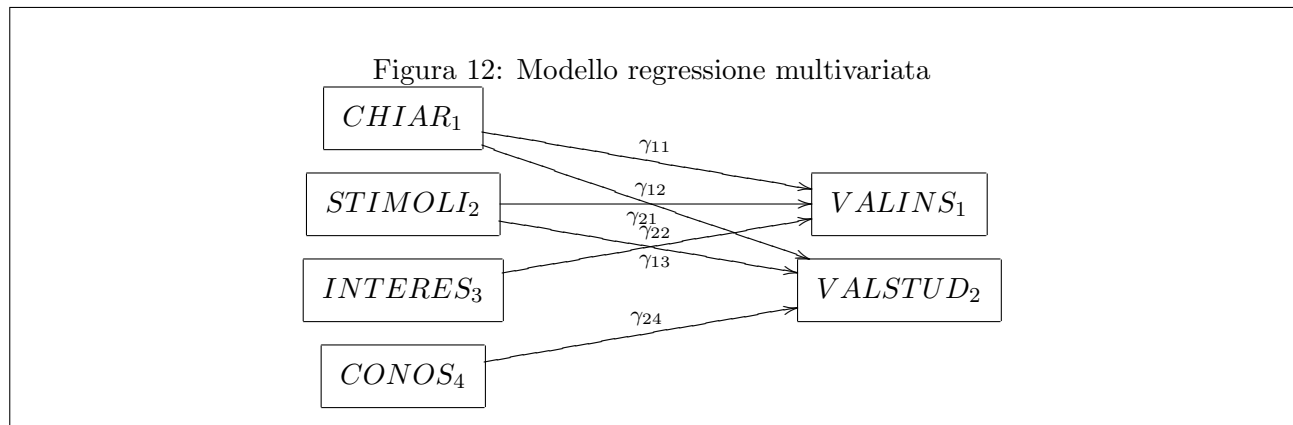 Figura 12: Modello regressione multivariata
CHIAR₁
γ₁₁
STIMOLI₂
γ₁₂
VALINS₁
γ₂₁
γ₂₂
INTERES₃
γ₁₃
VALSTUD₂
γ₂₄
CONOS₄